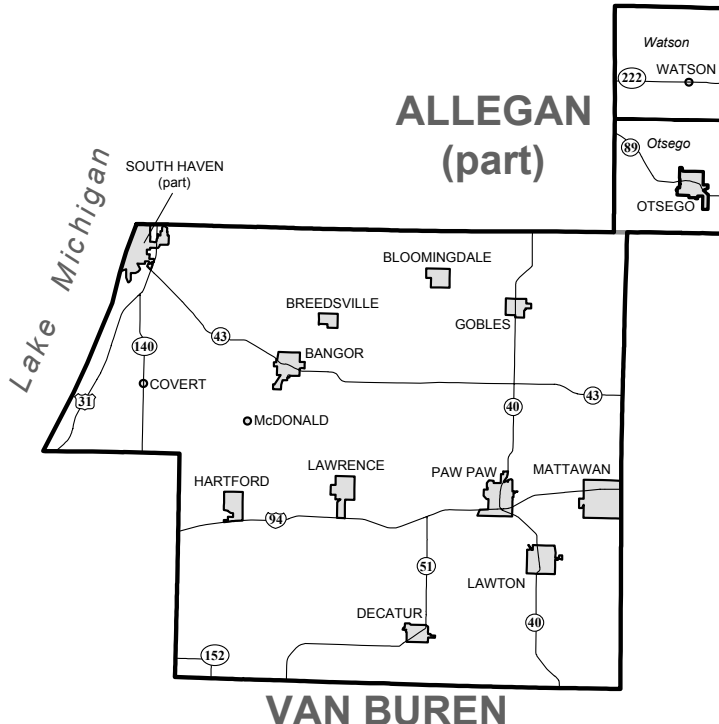 Watson
222
WATSON
ALLEGAN
(part)
89
Otsego
OTSEGO
Lake Michigan
SOUTH HAVEN
(part)
BLOOMINGDALE
BREEDSVILLE
GOBLES
43
140
BANGOR
COVERT
31
40
43
McDONALD
HARTFORD
LAWRENCE
PAW PAW
MATTAWAN
94
51
LAWTON
DECATUR
40
152
VAN BUREN